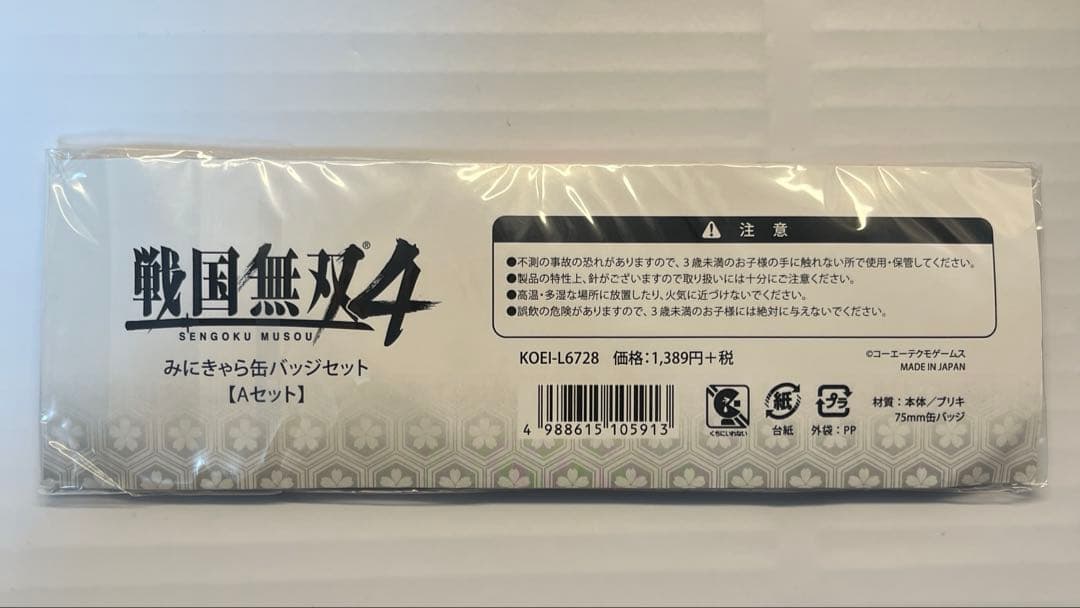 戦国無双4®
SENGOKU MUSOU
みにきゃら缶バッジセット
【Aセット】
注意
●不測の事故の恐れがありますので、3歳未満のお子様の手に触れない所で使用・保管してください。
●製品の特性上、針がございますので取り扱いには十分にご注意ください。
●高温・多湿な場所に放置したり、火気に近づけないでください。
●誤飲の危険がありますので、3歳未満のお子様には絶対に与えないでください。
KOEI-L6728 価格:1,389円+税
©コーエーテクモゲームス
MADE IN JAPAN
4 988615 105913
くちにいれない
紙
台紙
プラ
外袋:PP
材質:本体/ブリキ
75mm缶バッジ